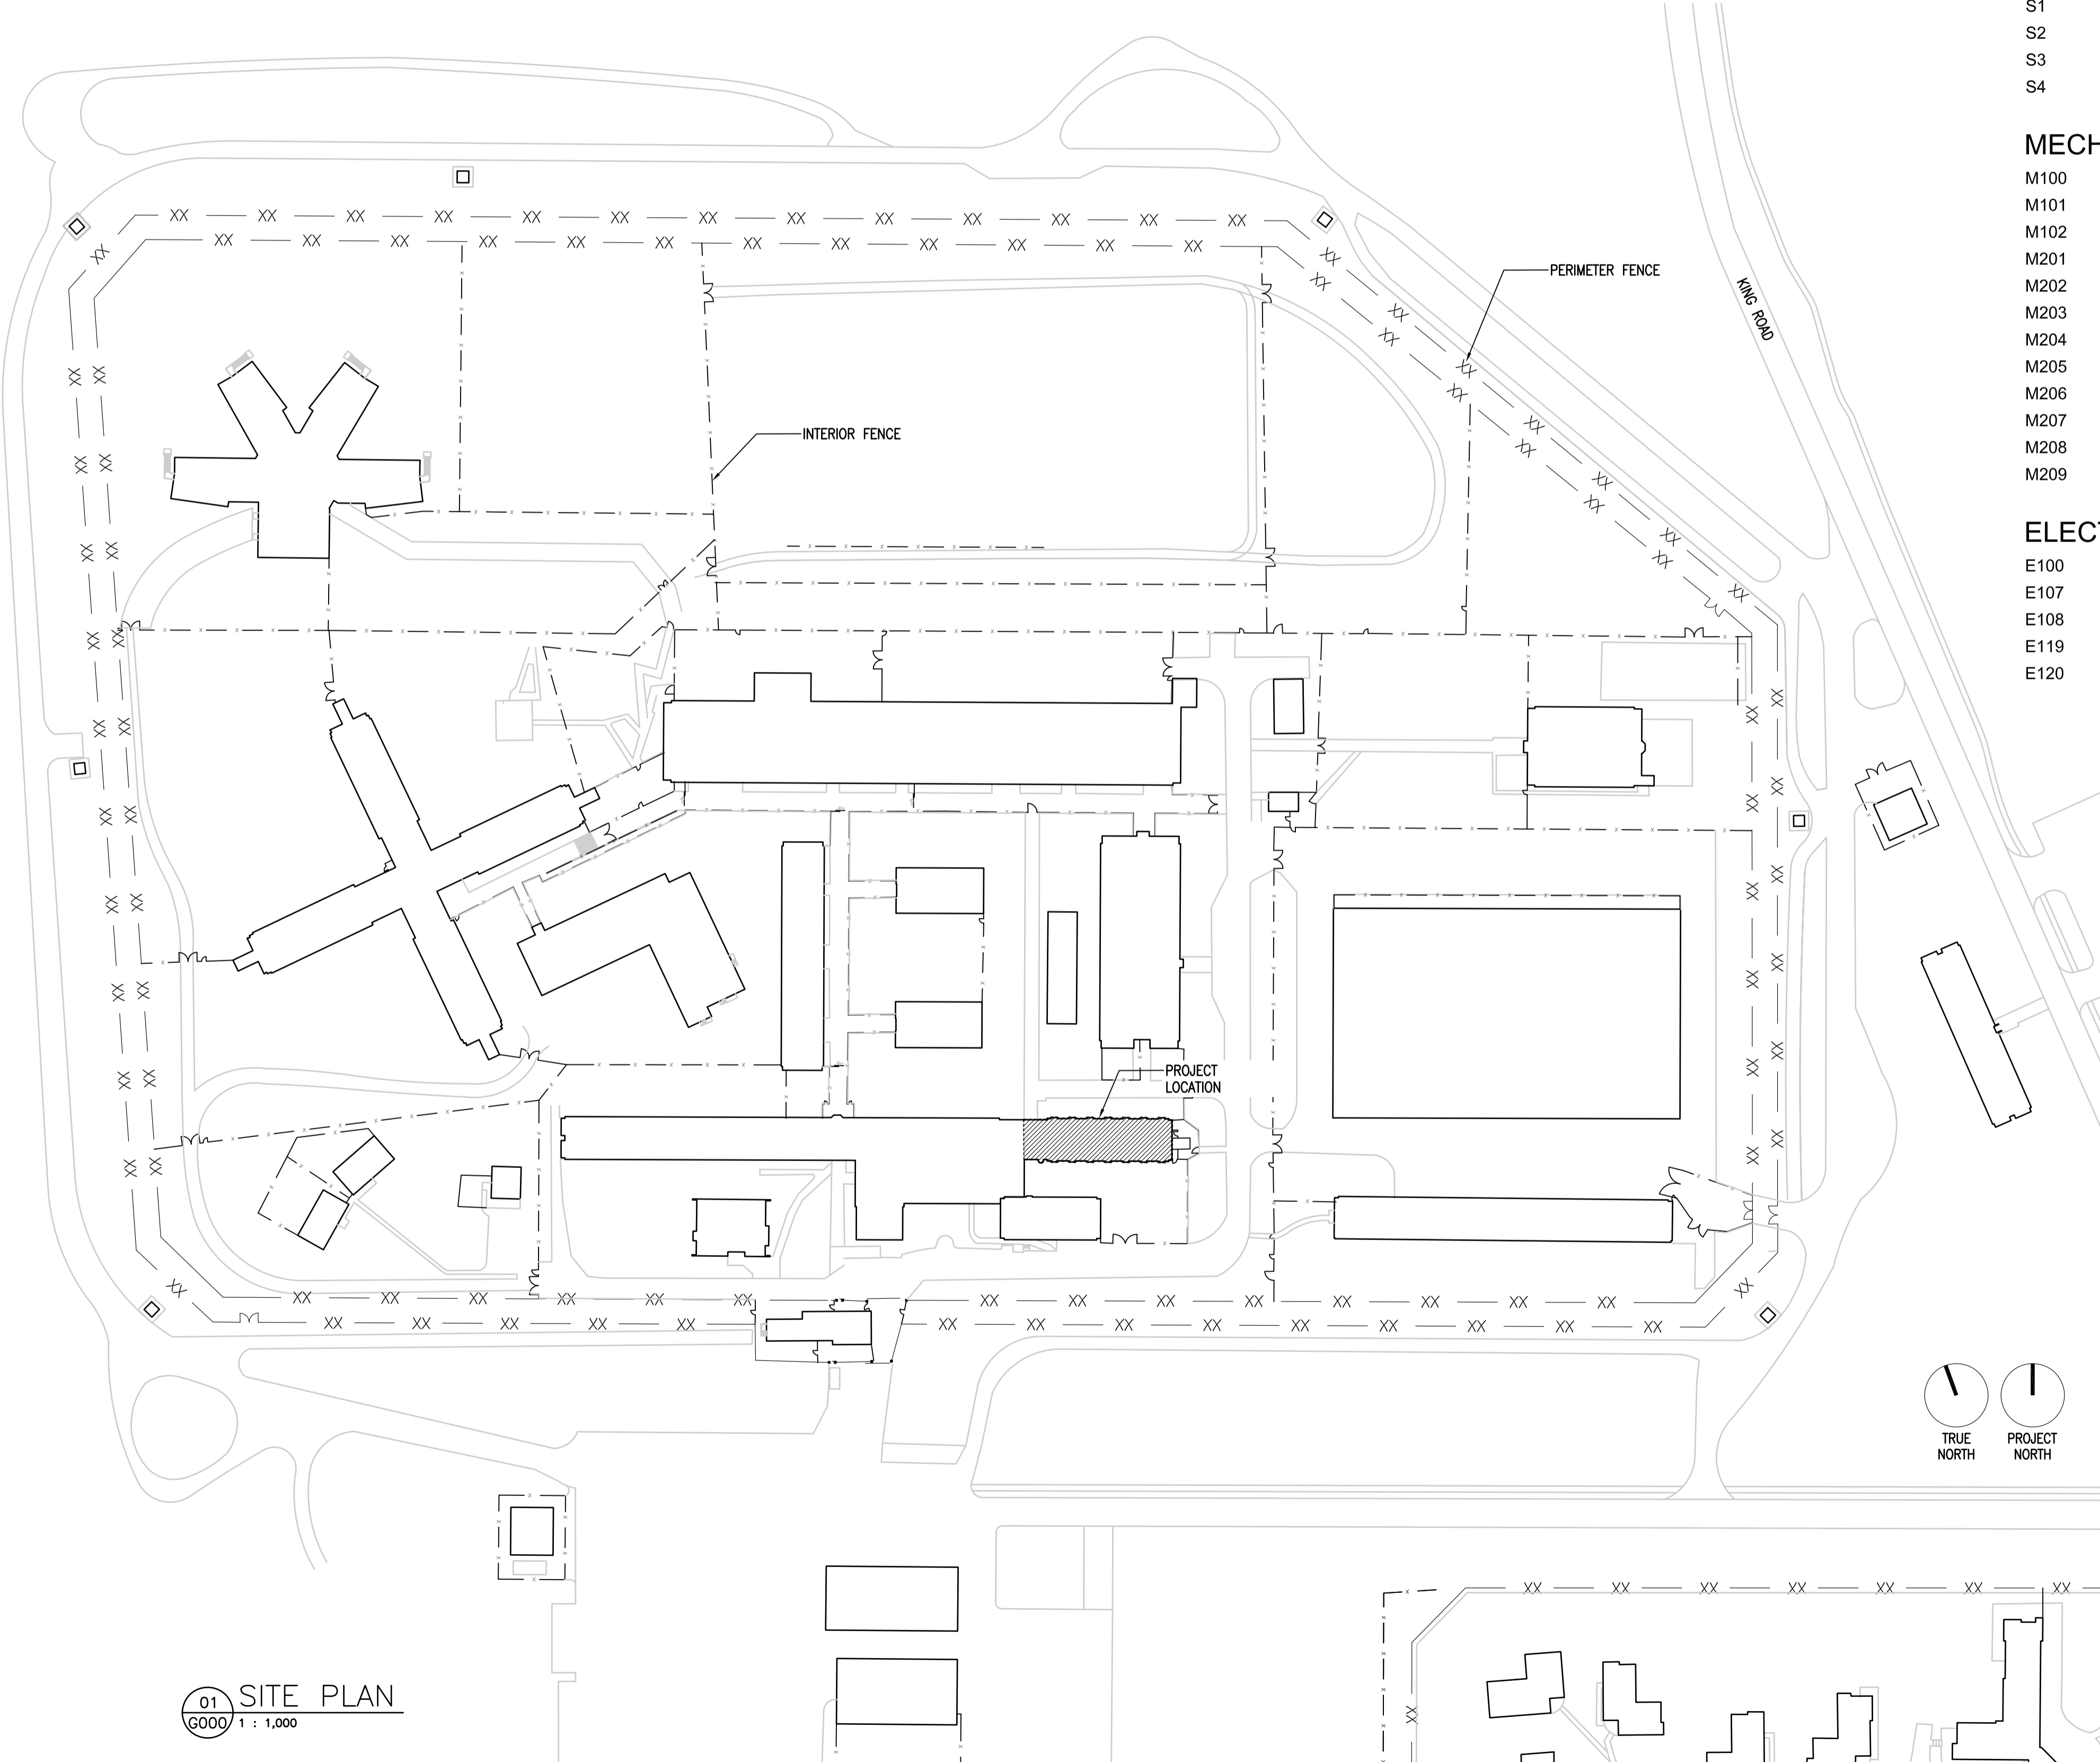 S1
S2
S3
S4
MECH
M100
M101
M102
M201
M202
M203
M204
M205
M206
M207
M208
M209
ELECT
E100
E107
E108
E119
E120
PERIMETER FENCE
KING ROAD
INTERIOR FENCE
PROJECT
LOCATION
TRUE
NORTH
PROJECT
NORTH
01
G000
SITE PLAN
1 : 1,000